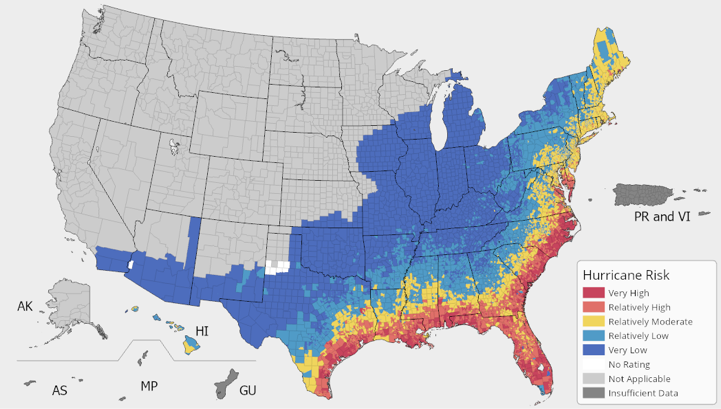 PR and VI
AK
HI
AS
MP
GU
Hurricane Risk
Very High
Relatively High
Relatively Moderate
Relatively Low
Very Low
No Rating
Not Applicable
Insufficient Data